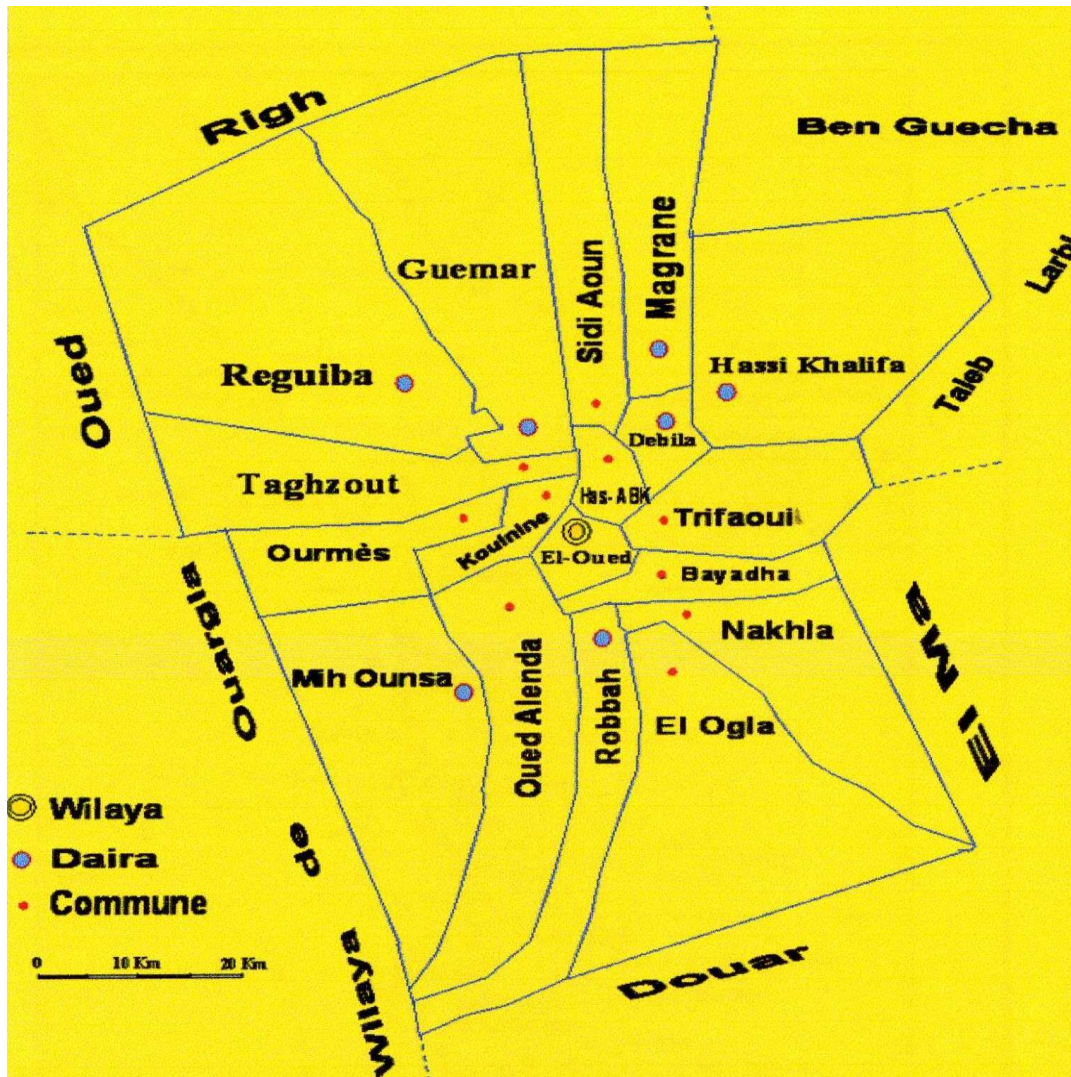 Righ
Ben Guecha
Larbi
Guemar
Sidi Aoun
Magrane
Oued
Reguiba
Hassi Khalifa
Taleb
Debila
Taghzout
Has-ABK
Trifaoui
Kouinine
Ourmès
El-Oued
Bayadha
Nakhla
Mih Ounsa
Oued Alenda
Robbah
El Ogla
El Ma
Wilaya de Ouargla
Wilaya
Daira
Commune
0 10 Km 20 Km
Douar